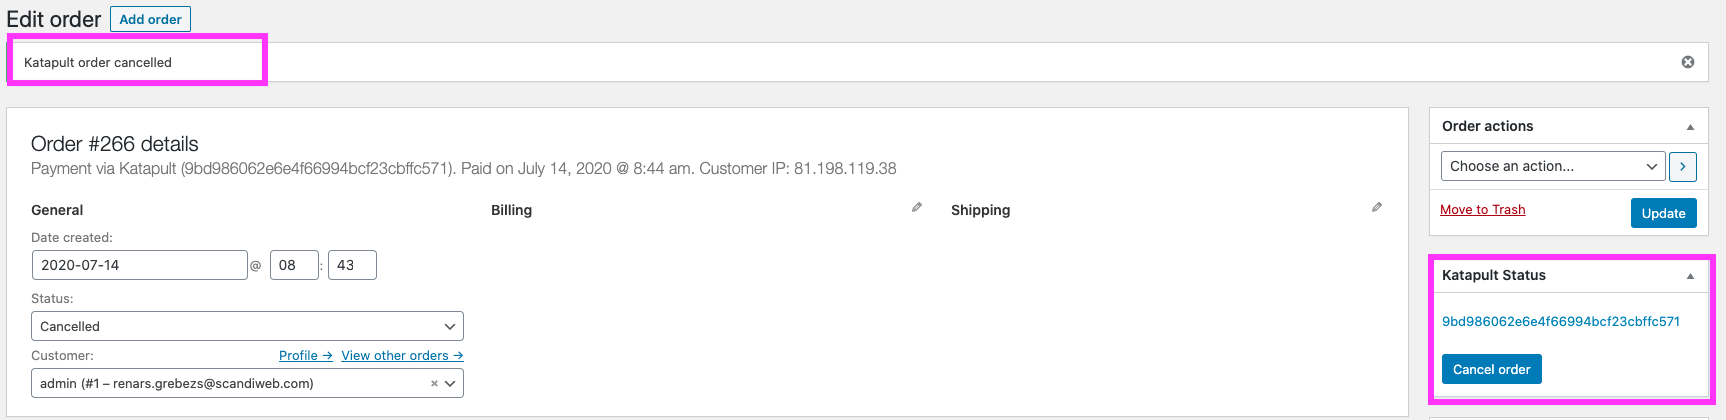 Edit order Add order
Katapult order cancelled
Order #266 details
Payment via Katapult (9bd986062e6e4f66994bcf23cbffc571). Paid on July 14, 2020 @ 8:44 am. Customer IP: 81.198.119.38
General Billing Shipping
Date created:
2020-07-14 @ 08 : 43
Status:
Cancelled
Customer: Profile → View other orders →
admin (#1 – renars.grebezs@scandiweb.com) ×
Order actions
Choose an action...
Move to Trash Update
Katapult Status
9bd986062e6e4f66994bcf23cbffc571
Cancel order